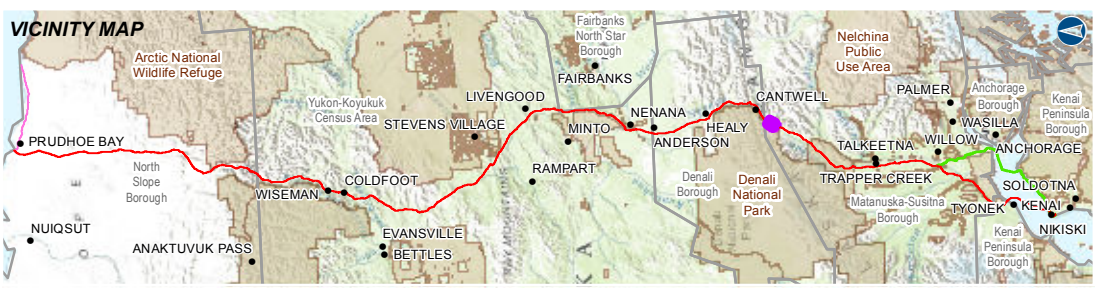 VICINITY MAP
Arctic National
Wildlife Refuge
Fairbanks
North Star
Borough
FAIRBANKS
Nelchina
Public
Use Area
PALMER
Anchorage
Borough
Kenai
Peninsula
Borough
Yukon-Koyukuk
Census Area
LIVENGOOD
STEVENS VILLAGE
MINTO
NENANA
ANDERSON
HEALY
CANTWELL
WASILLA
WILLOW
ANCHORAGE
TALKEETNA
TRAPPER CREEK
PRUDHOE BAY
North
Slope
Borough
WISEMAN
COLDFOOT
RAMPART
Denali
Borough
Denali
National
Park
Matanuska-Susitna
Borough
SOLDOTNA
TYONEK
KENAI
NIKISKI
NUIQSUT
ANAKTUVUK PASS
EVANSVILLE
BETTLES
Kenai
Peninsula
Borough
K A